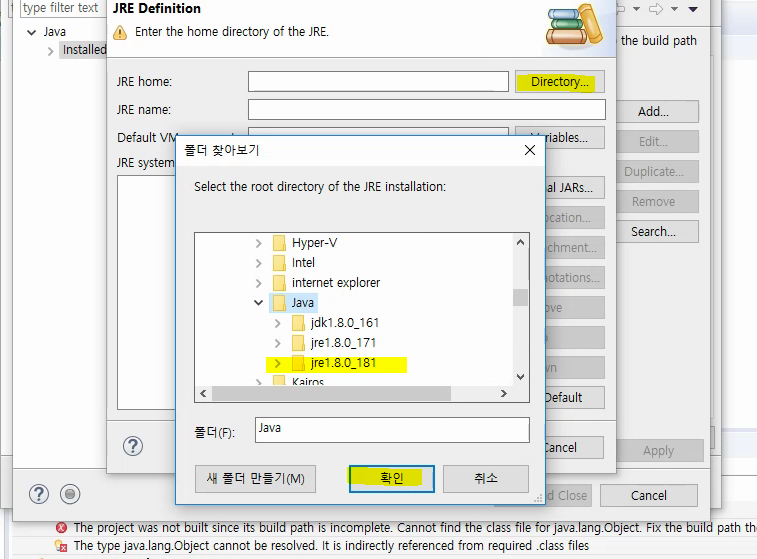 type filter text
Java
Installed
JRE Definition
Enter the home directory of the JRE.
the build path
JRE home:
Directory...
JRE name:
Default VM
Variables...
JRE system
Add...
Edit...
Duplicate...
Remove
Search...
폴더 찾아보기
Select the root directory of the JRE installation:
Hyper-V
Intel
internet explorer
Java
jdk1.8.0_161
jre1.8.0_171
jre1.8.0_181
Kairos
폴더(F):
Java
새 폴더 만들기(M)
확인
취소
al JARs...
ocation...
chment...
notations...
ove
wn
Default
Cancel
Apply
d Close
Cancel
The project was not built since its build path is incomplete. Cannot find the class file for java.lang.Object. Fix the build path the
The type java.lang.Object cannot be resolved. It is indirectly referenced from required .class files